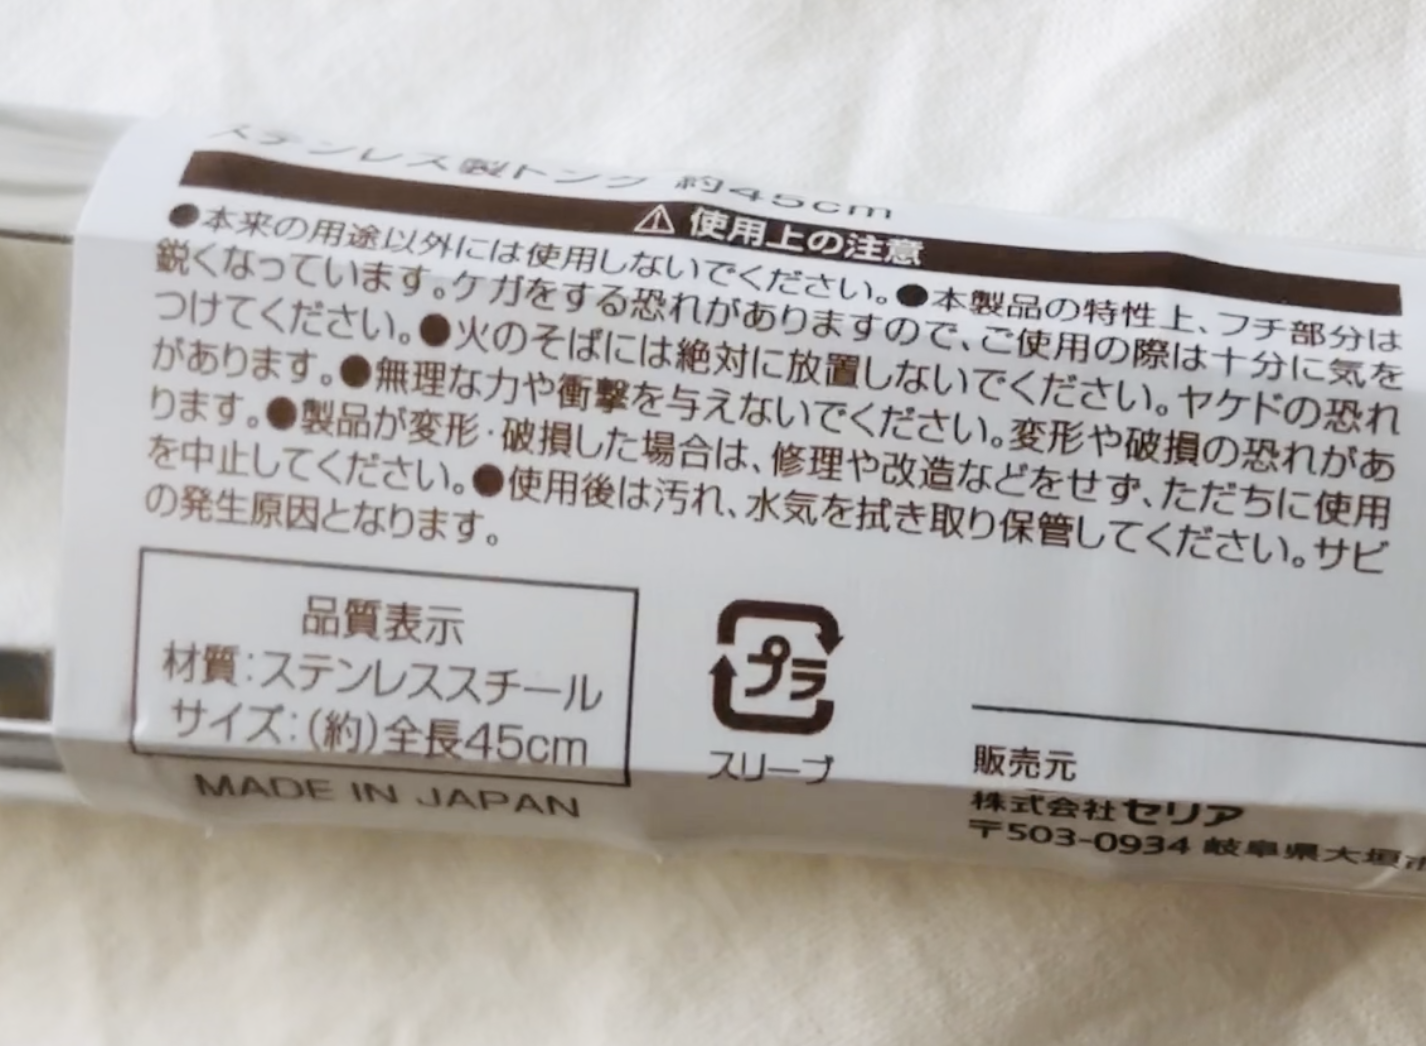 ステンレス製トング 約45cm
⚠ 使用上の注意
●本来の用途以外には使用しないでください。●本製品の特性上、フチ部分は
鋭くなっています。ケガをする恐れがありますので、ご使用の際は十分に気を
つけてください。●火のそばには絶対に放置しないでください。ヤケドの恐れ
があります。●無理な力や衝撃を与えないでください。変形や破損の恐れがあ
ります。●製品が変形・破損した場合は、修理や改造などをせず、ただちに使用
を中止してください。●使用後は汚れ、水気を拭き取り保管してください。サビ
の発生原因となります。
品質表示
材質:ステンレススチール
サイズ:(約)全長45cm
MADE IN JAPAN
プラ
スリーブ
販売元
株式会社セリア
〒503-0934 岐阜県大垣市